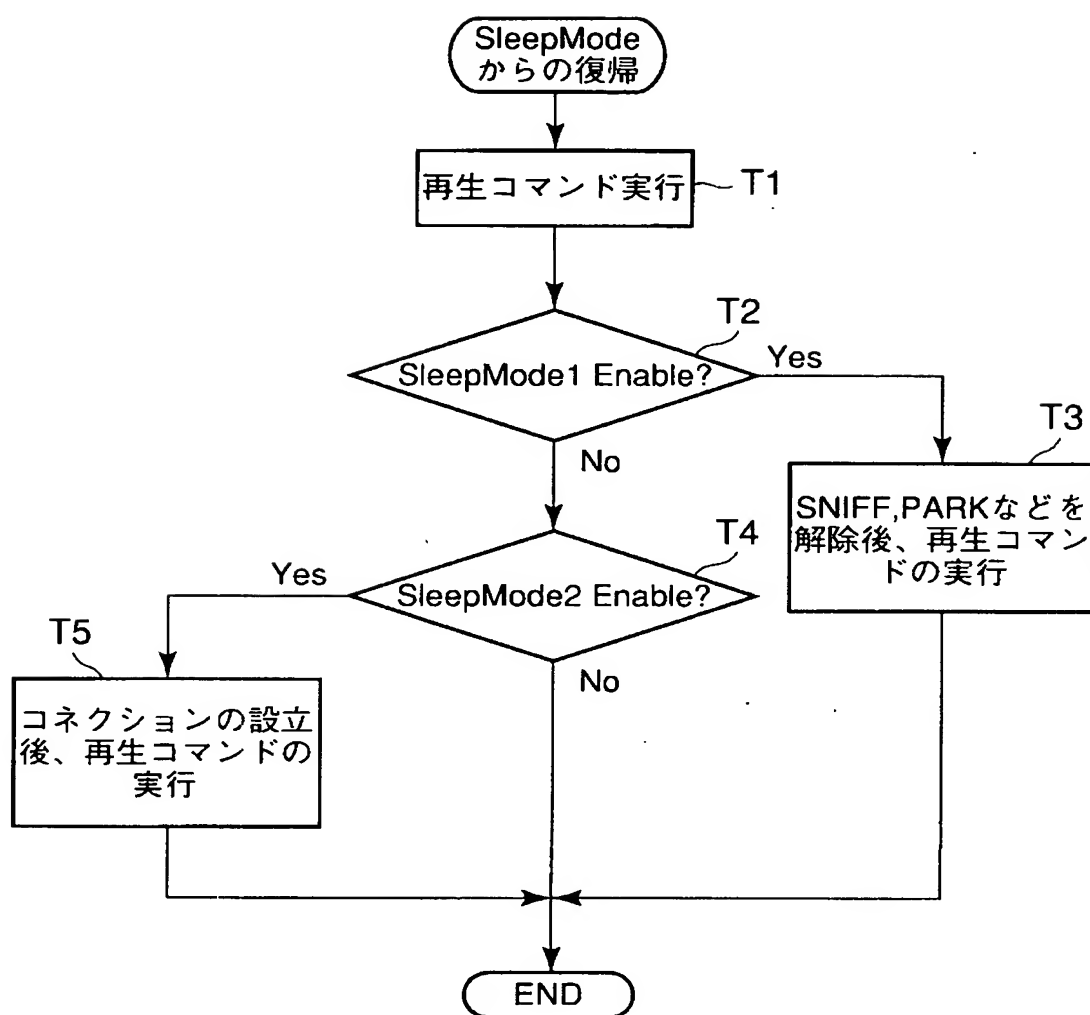 SleepMode
からの復帰
再生コマンド実行
T1
T2
SleepMode1 Enable?
Yes
No
T3
SNIFF,PARKなどを
解除後、再生コマン
ドの実行
T4
SleepMode2 Enable?
Yes
No
T5
コネクションの設立
後、再生コマンドの
実行
END